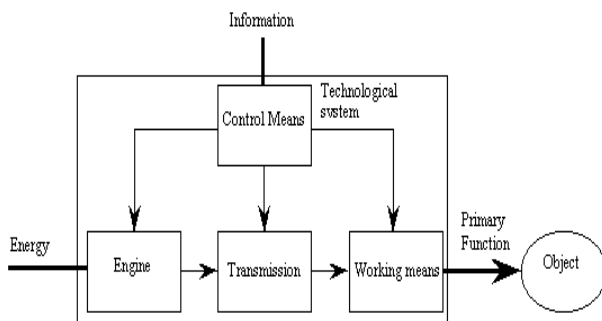 Information
Technological
system
Control Means
Primary
Function
Energy
Engine
Transmission
Working means
Object